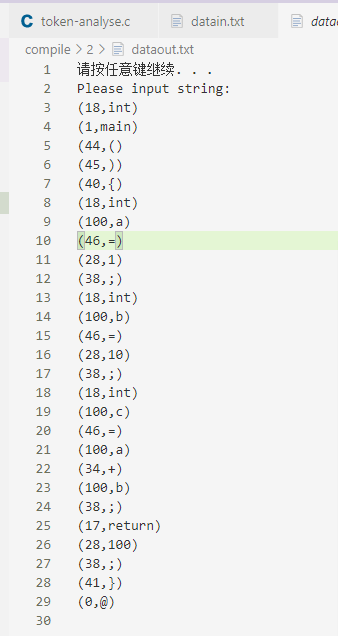 token-analyse.c
datain.txt
compile > 2 > dataout.txt
1 请按任意键继续. . .
2 Please input string:
3 (18,int)
4 (1,main)
5 (44,()
6 (45,))
7 (40,{)
8 (18,int)
9 (100,a)
10 (46,=)
11 (28,1)
12 (38,;)
13 (18,int)
14 (100,b)
15 (46,=)
16 (28,10)
17 (38,;)
18 (18,int)
19 (100,c)
20 (46,=)
21 (100,a)
22 (34,+)
23 (100,b)
24 (38,;)
25 (17,return)
26 (28,100)
27 (38,;)
28 (41,})
29 (0,@)
30